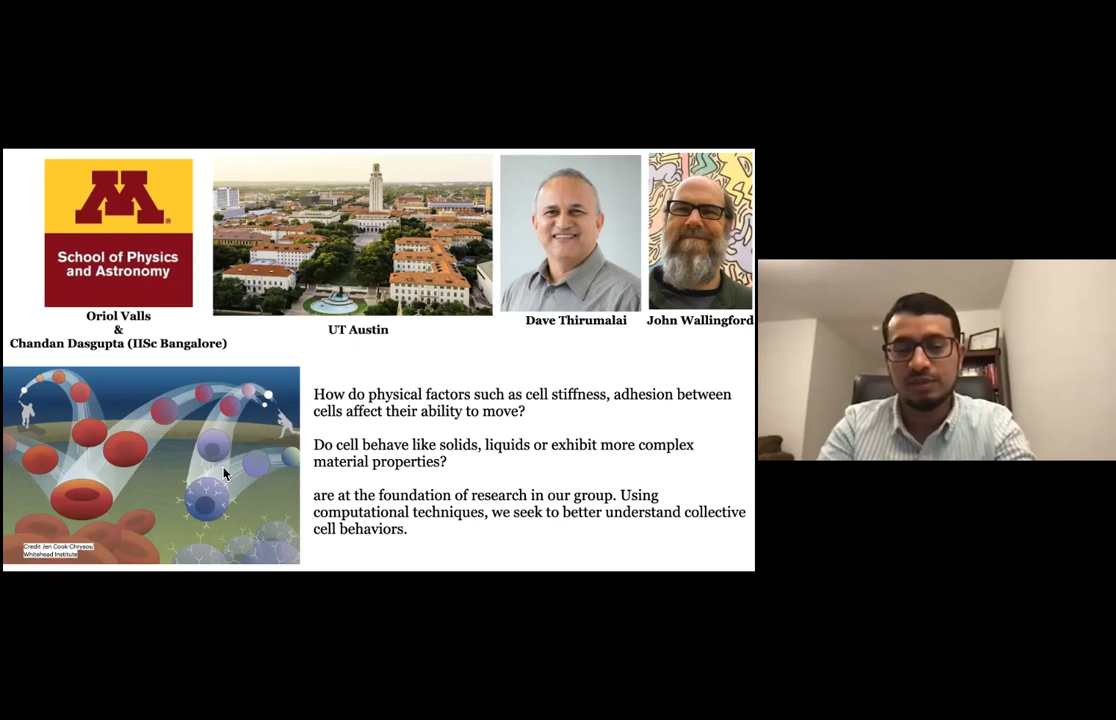 M
School of Physics
and Astronomy
Oriol Valls
&
Chandan Dasgupta (IISc Bangalore)
UT Austin
Dave Thirumalai
John Wallingford
Credit Jen Cook-Chrysos/
Whitehead Institute
How do physical factors such as cell stiffness, adhesion between
cells affect their ability to move?
Do cell behave like solids, liquids or exhibit more complex
material properties?
are at the foundation of research in our group. Using
computational techniques, we seek to better understand collective
cell behaviors.